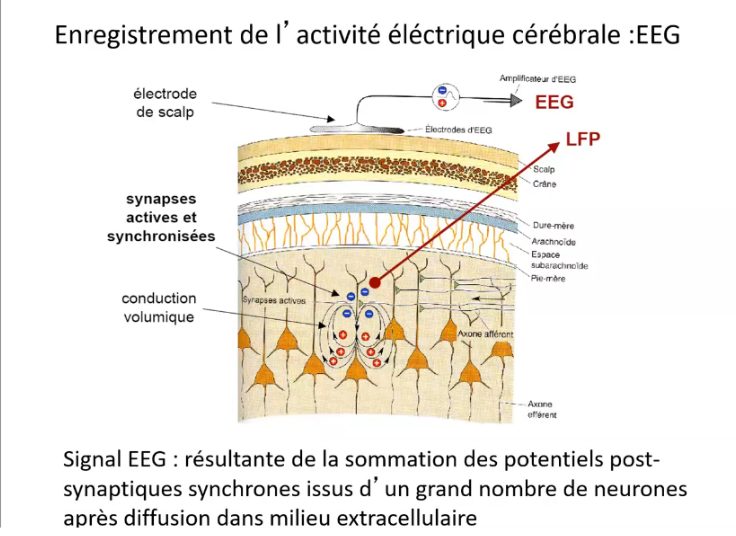 Enregistrement de l’activité éléctrique cérébrale :EEG
Amplificateur d'EEG
électrode
de scalp
EEG
Électrodes d'EEG
LFP
Scalp
Crâne
synapses
actives et
synchronisées
Dure-mère
Arachnoïde
Espace
subarachnoïde
Pie-mère
conduction
volumique
Synapses actives
Axone afférent
Axone
efférent
Signal EEG : résultante de la sommation des potentiels post-
synaptiques synchrones issus d’un grand nombre de neurones
après diffusion dans milieu extracellulaire